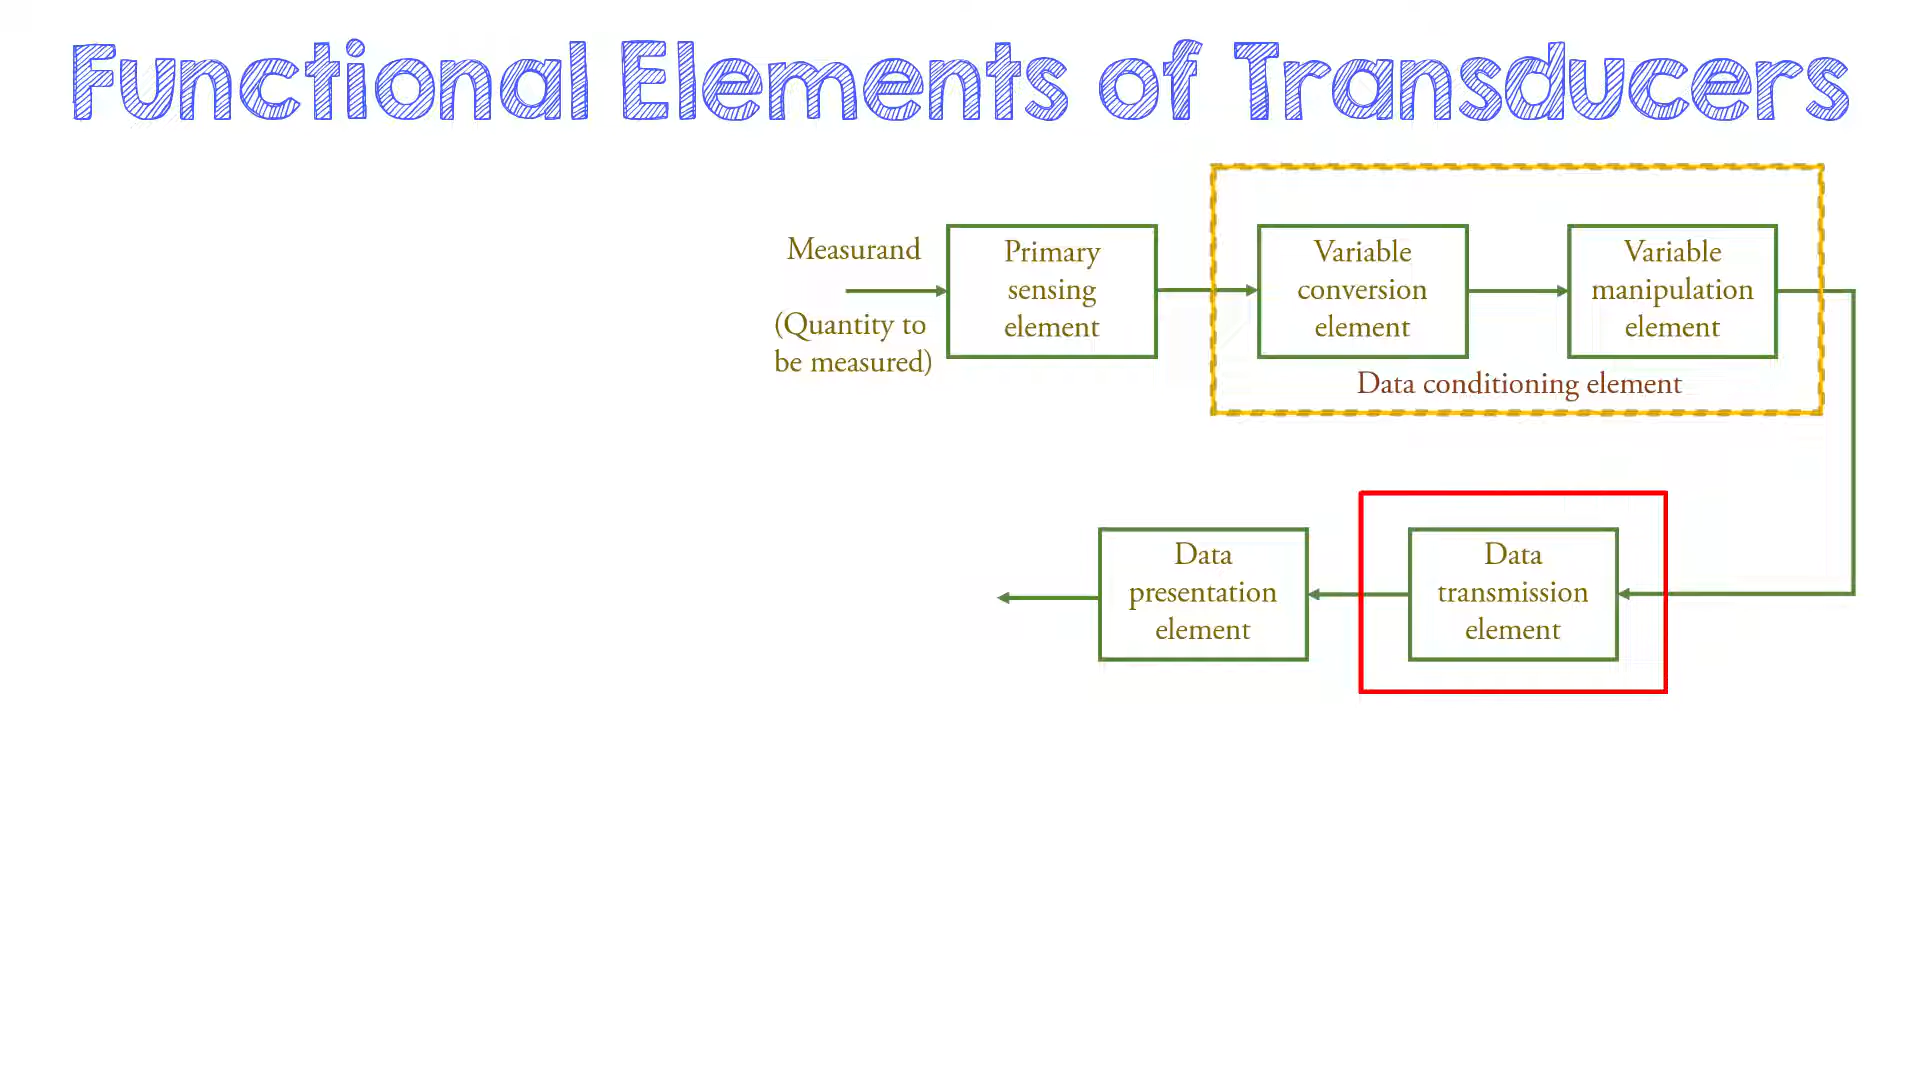 Functional Elements of Transducers
Measurand
(Quantity to
be measured)
Primary
sensing
element
Variable
conversion
element
Variable
manipulation
element
Data conditioning element
Data
presentation
element
Data
transmission
element